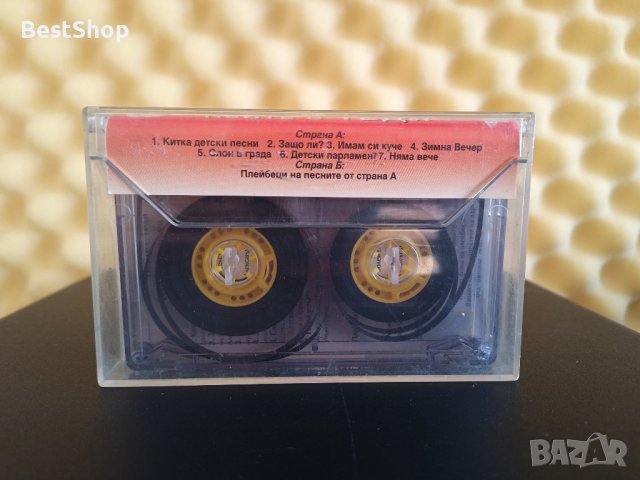 BestShop
Страна А:
1. Китка детски песни 2. Защо ли? 3. Имам си куче 4. Зимна Вечер
5. Слон в града 6. Детски парламент 7. Няма вече
Страна Б:
Плейбеци на песните от страна А
BAZAR